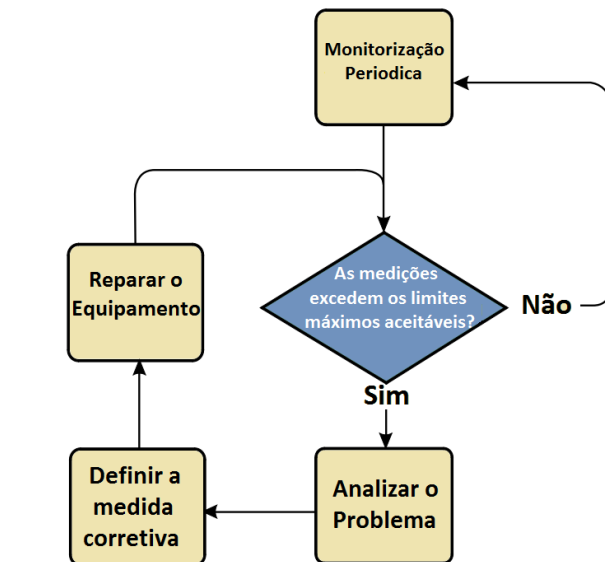 Monitorização
Periodica
As medições
excedem os limites
máximos aceitáveis?
Não
Sim
Analizar o
Problema
Definir a
medida
corretiva
Reparar o
Equipamento